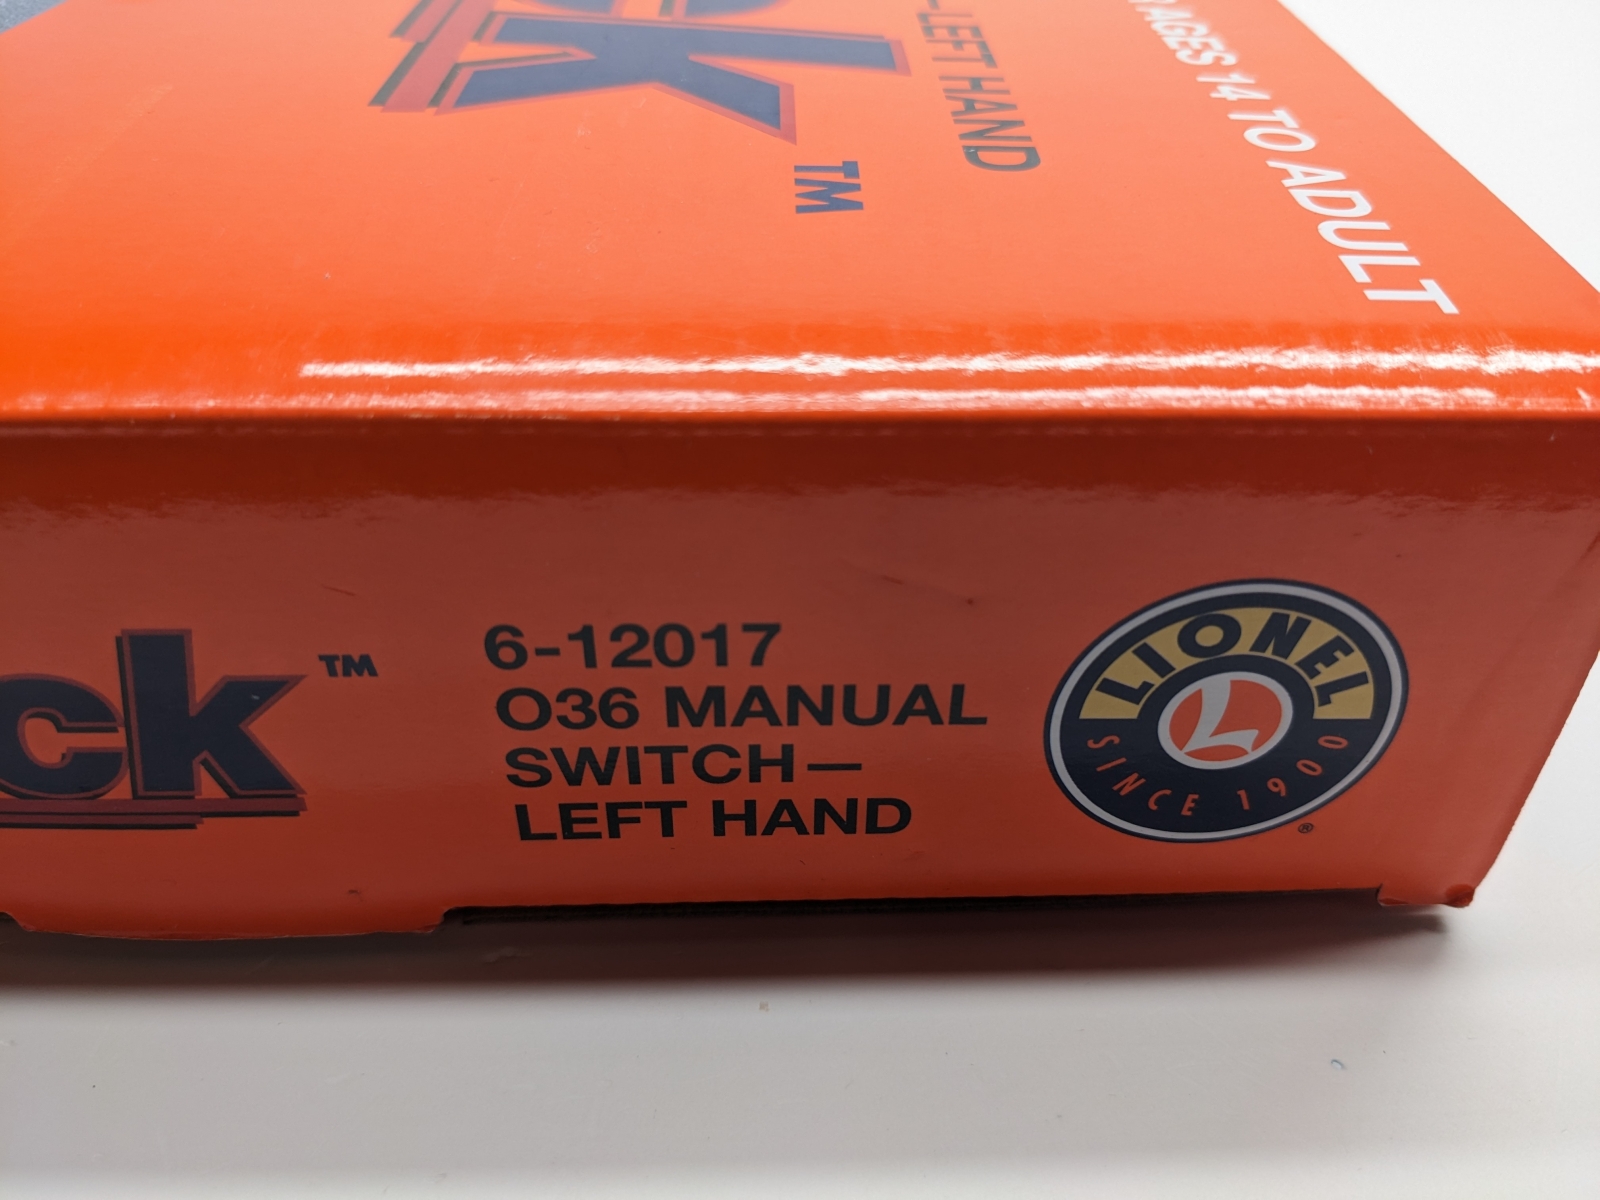 -LEFT HAND
AGES 14 TO ADULT
TM
TM
6-12017
O36 MANUAL
SWITCH—
LEFT HAND
LIONEL
SINCE 1900
®